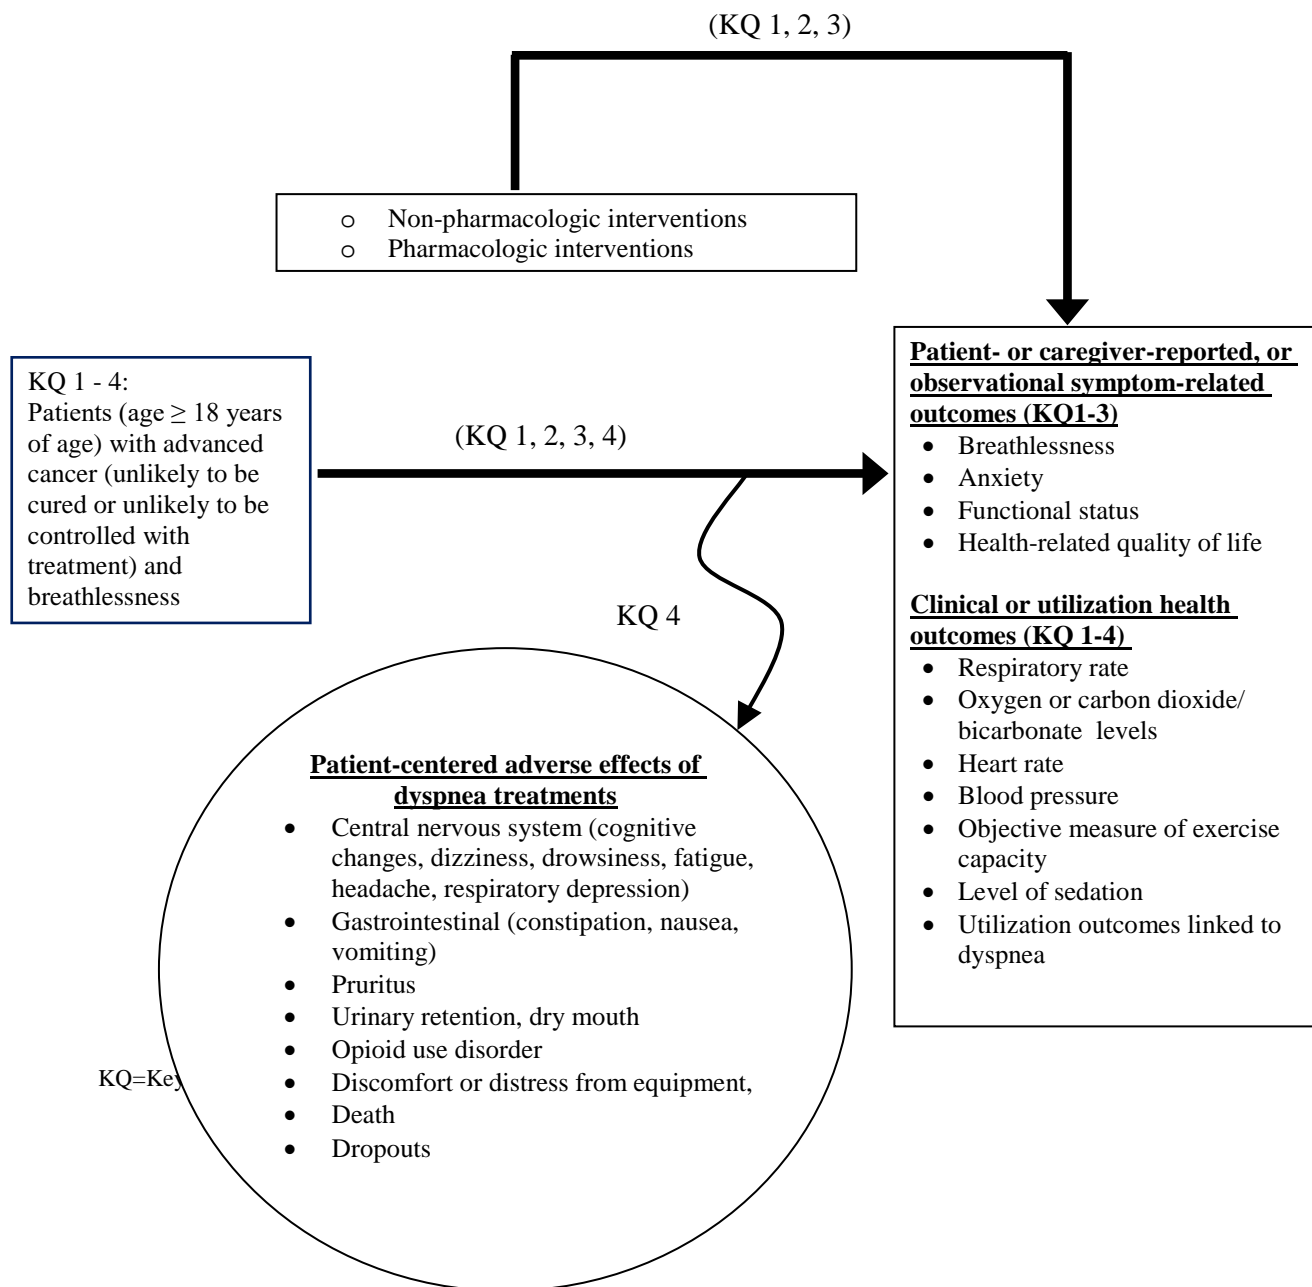 (KQ 1, 2, 3)
o Non-pharmacologic interventions
o Pharmacologic interventions
KQ 1 - 4:
Patients (age ≥ 18 years
of age) with advanced
cancer (unlikely to be
cured or unlikely to be
controlled with
treatment) and
breathlessness
(KQ 1, 2, 3, 4)
KQ 4
Patient- or caregiver-reported, or
observational symptom-related
outcomes (KQ1-3)
• Breathlessness
• Anxiety
• Functional status
• Health-related quality of life
Clinical or utilization health
outcomes (KQ 1-4)
• Respiratory rate
• Oxygen or carbon dioxide/
bicarbonate levels
• Heart rate
• Blood pressure
• Objective measure of exercise
capacity
• Level of sedation
• Utilization outcomes linked to
dyspnea
Patient-centered adverse effects of
dyspnea treatments
• Central nervous system (cognitive
changes, dizziness, drowsiness, fatigue,
headache, respiratory depression)
• Gastrointestinal (constipation, nausea,
vomiting)
• Pruritus
• Urinary retention, dry mouth
• Opioid use disorder
• Discomfort or distress from equipment,
• Death
• Dropouts
KQ=Key